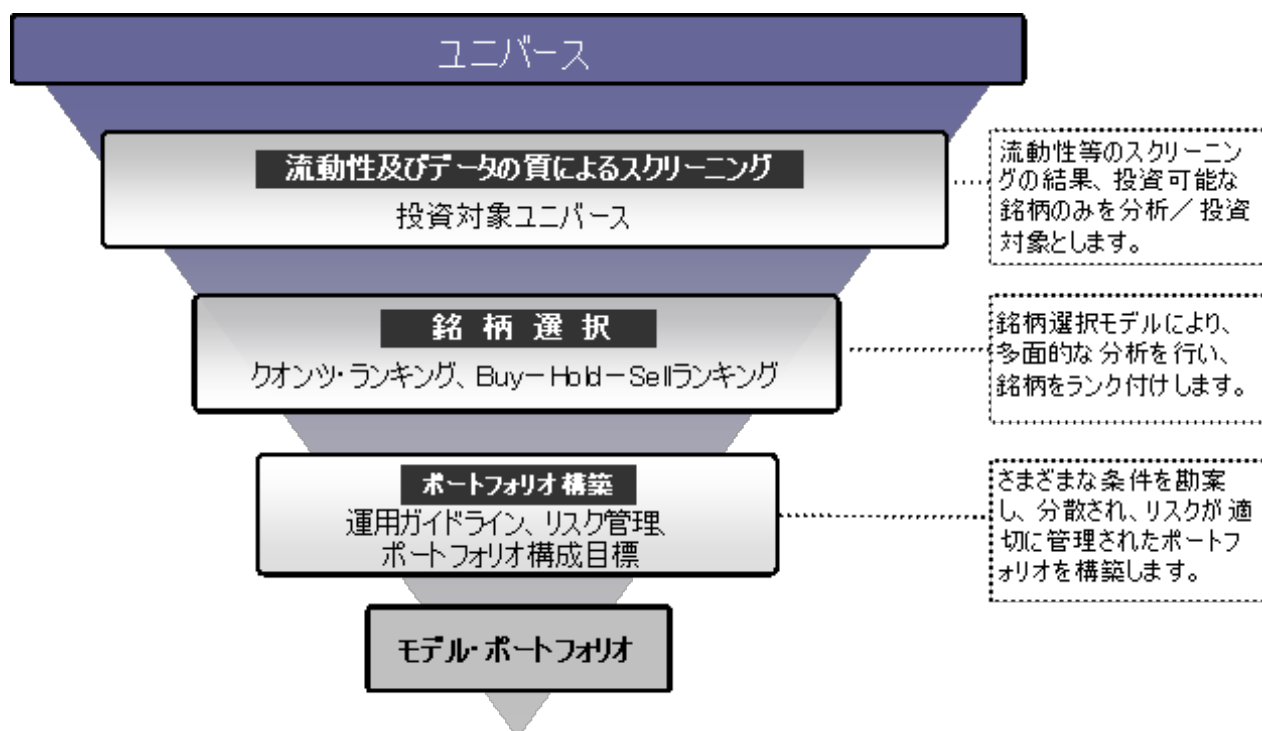 ユニバース
流動性及びデータの質によるスクリーニング
投資対象ユニバース
流動性等のスクリーニン
グの結果、投資可能な
銘柄のみを分析／投資
対象とします。
銘柄選択
クオンツ・ランキング、Buy－Hold－Sellランキング
銘柄選択モデルにより、
多面的な分析を行い、
銘柄をランク付けします。
ポートフォリオ構築
運用ガイドライン、リスク管理、
ポートフォリオ構成目標
さまざまな条件を勘案
し、分散され、リスクが適
切に管理されたポートフ
ォリオを構築します。
モデル・ポートフォリオ